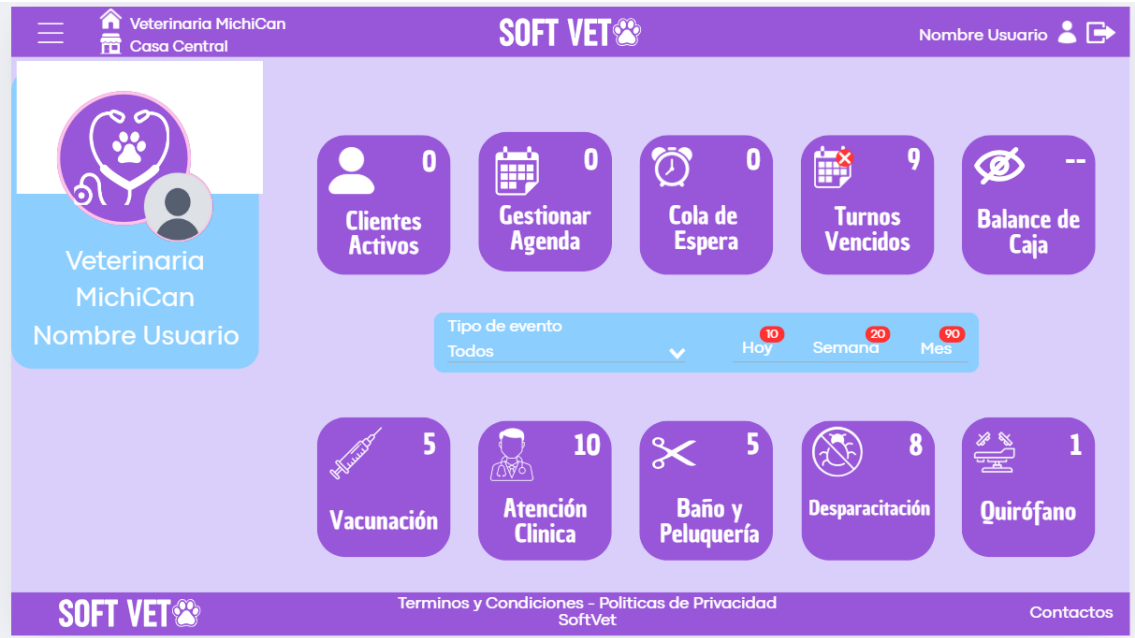 Veterinaria MichiCan
Casa Central
SOFT VET
Nombre Usuario
Veterinaria
MichiCan
Nombre Usuario
0
Clientes
Activos
0
Gestionar
Agenda
0
Cola de
Espera
9
Turnos
Vencidos
--
Balance de
Caja
Tipo de evento
Todos
10
Hoy
20
Semana
90
Mes
5
Vacunación
10
Atención
Clinica
5
Baño y
Peluquería
8
Desparacitación
1
Quirófano
SOFT VET
Terminos y Condiciones - Politicas de Privacidad
SoftVet
Contactos